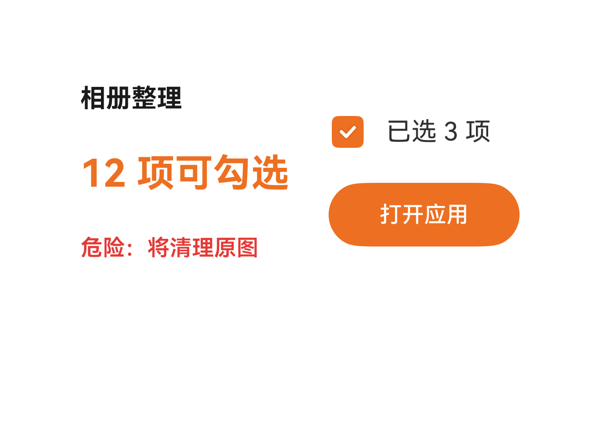 相册整理
12 项可勾选
危险：将清理原图
已选 3 项
打开应用